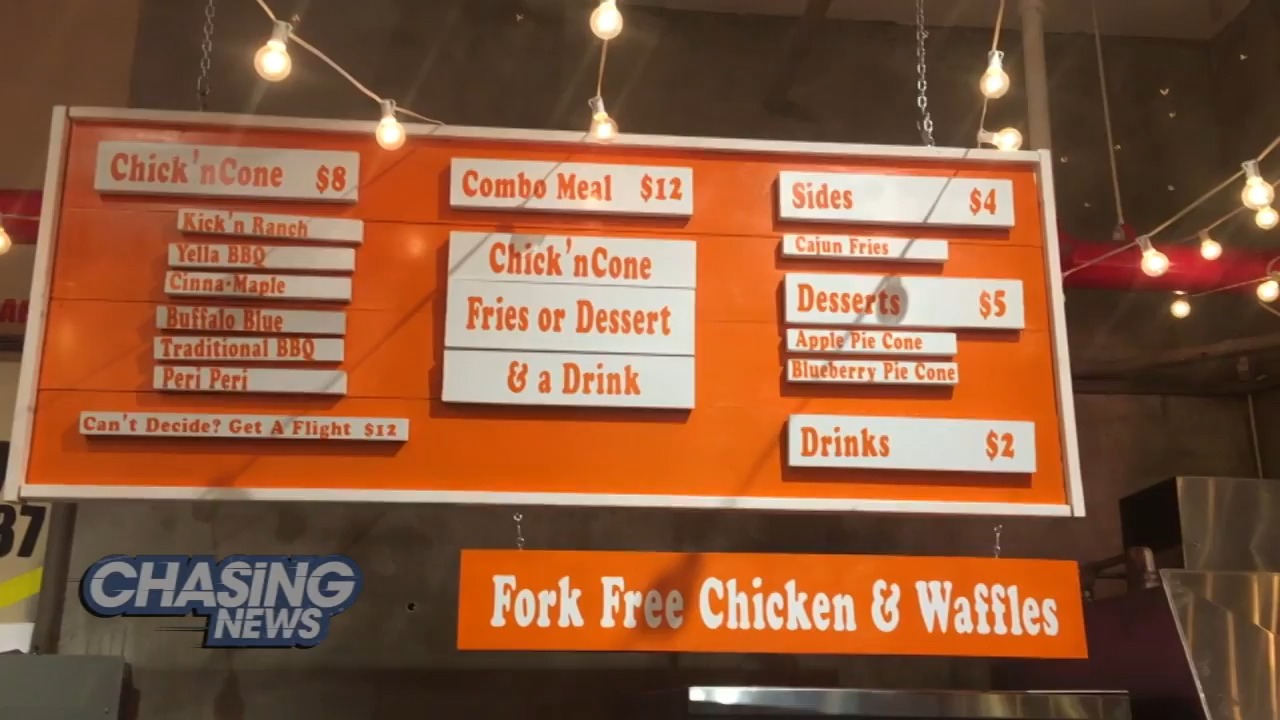 Chick'nCone $8
Kick'n Ranch
Yella BBQ
Cinna-Maple
Buffalo Blue
Traditional BBQ
Peri Peri
Can't Decide? Get A Flight $12
Combo Meal $12
Chick'nCone
Fries or Dessert
& a Drink
Sides $4
Cajun Fries
Desserts $5
Apple Pie Cone
Blueberry Pie Cone
Drinks $2
Fork Free Chicken & Waffles
37
CHASiNG
NEWS